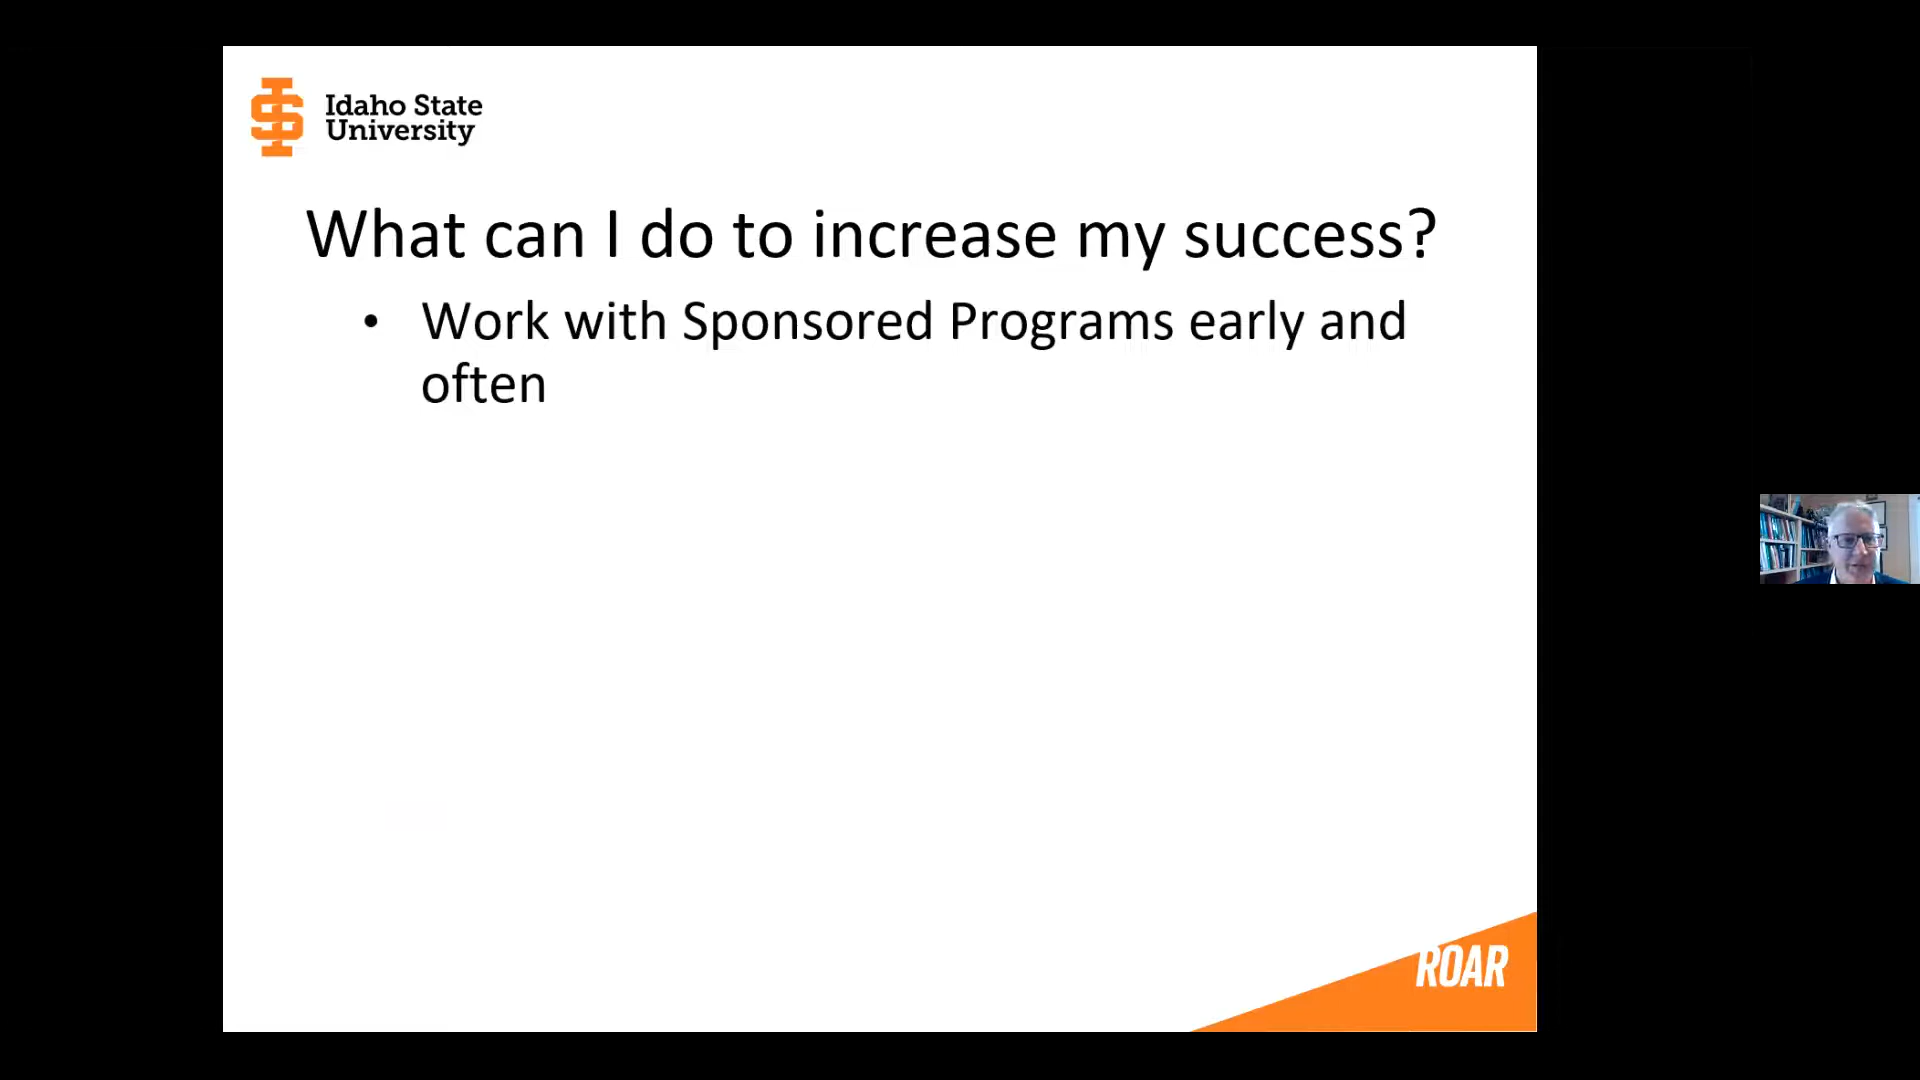 Idaho State
University
What can I do to increase my success?
• Work with Sponsored Programs early and
often
ROAR